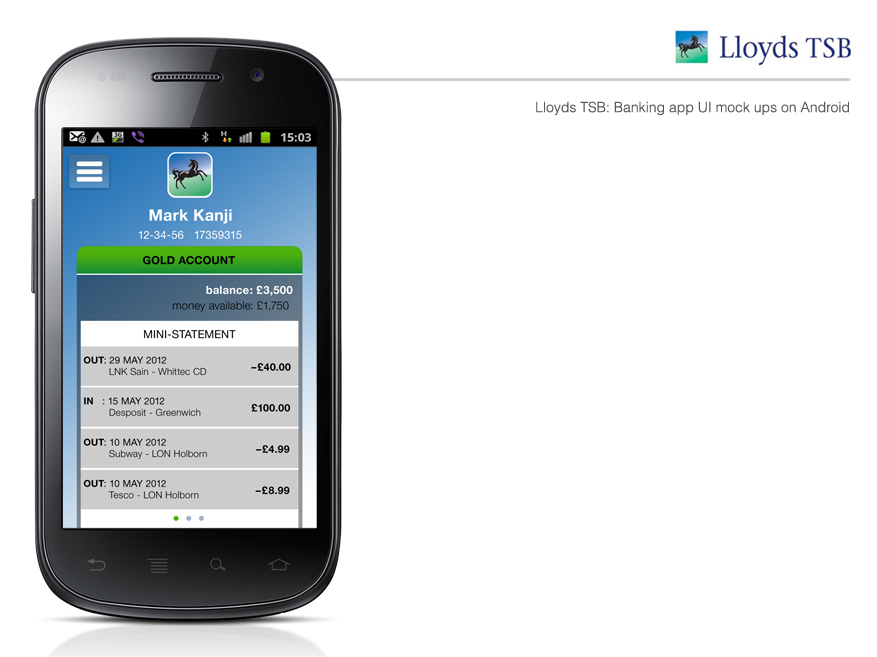 Lloyds TSB
Lloyds TSB: Banking app UI mock ups on Android
3G
H
15:03
Mark Kanji
12-34-56 17359315
GOLD ACCOUNT
balance: £3,500
money available: £1,750
MINI-STATEMENT
OUT: 29 MAY 2012
LNK Sain - Whittec CD
–£40.00
IN : 15 MAY 2012
Desposit - Greenwich
£100.00
OUT: 10 MAY 2012
Subway - LON Holborn
–£4.99
OUT: 10 MAY 2012
Tesco - LON Holborn
–£8.99